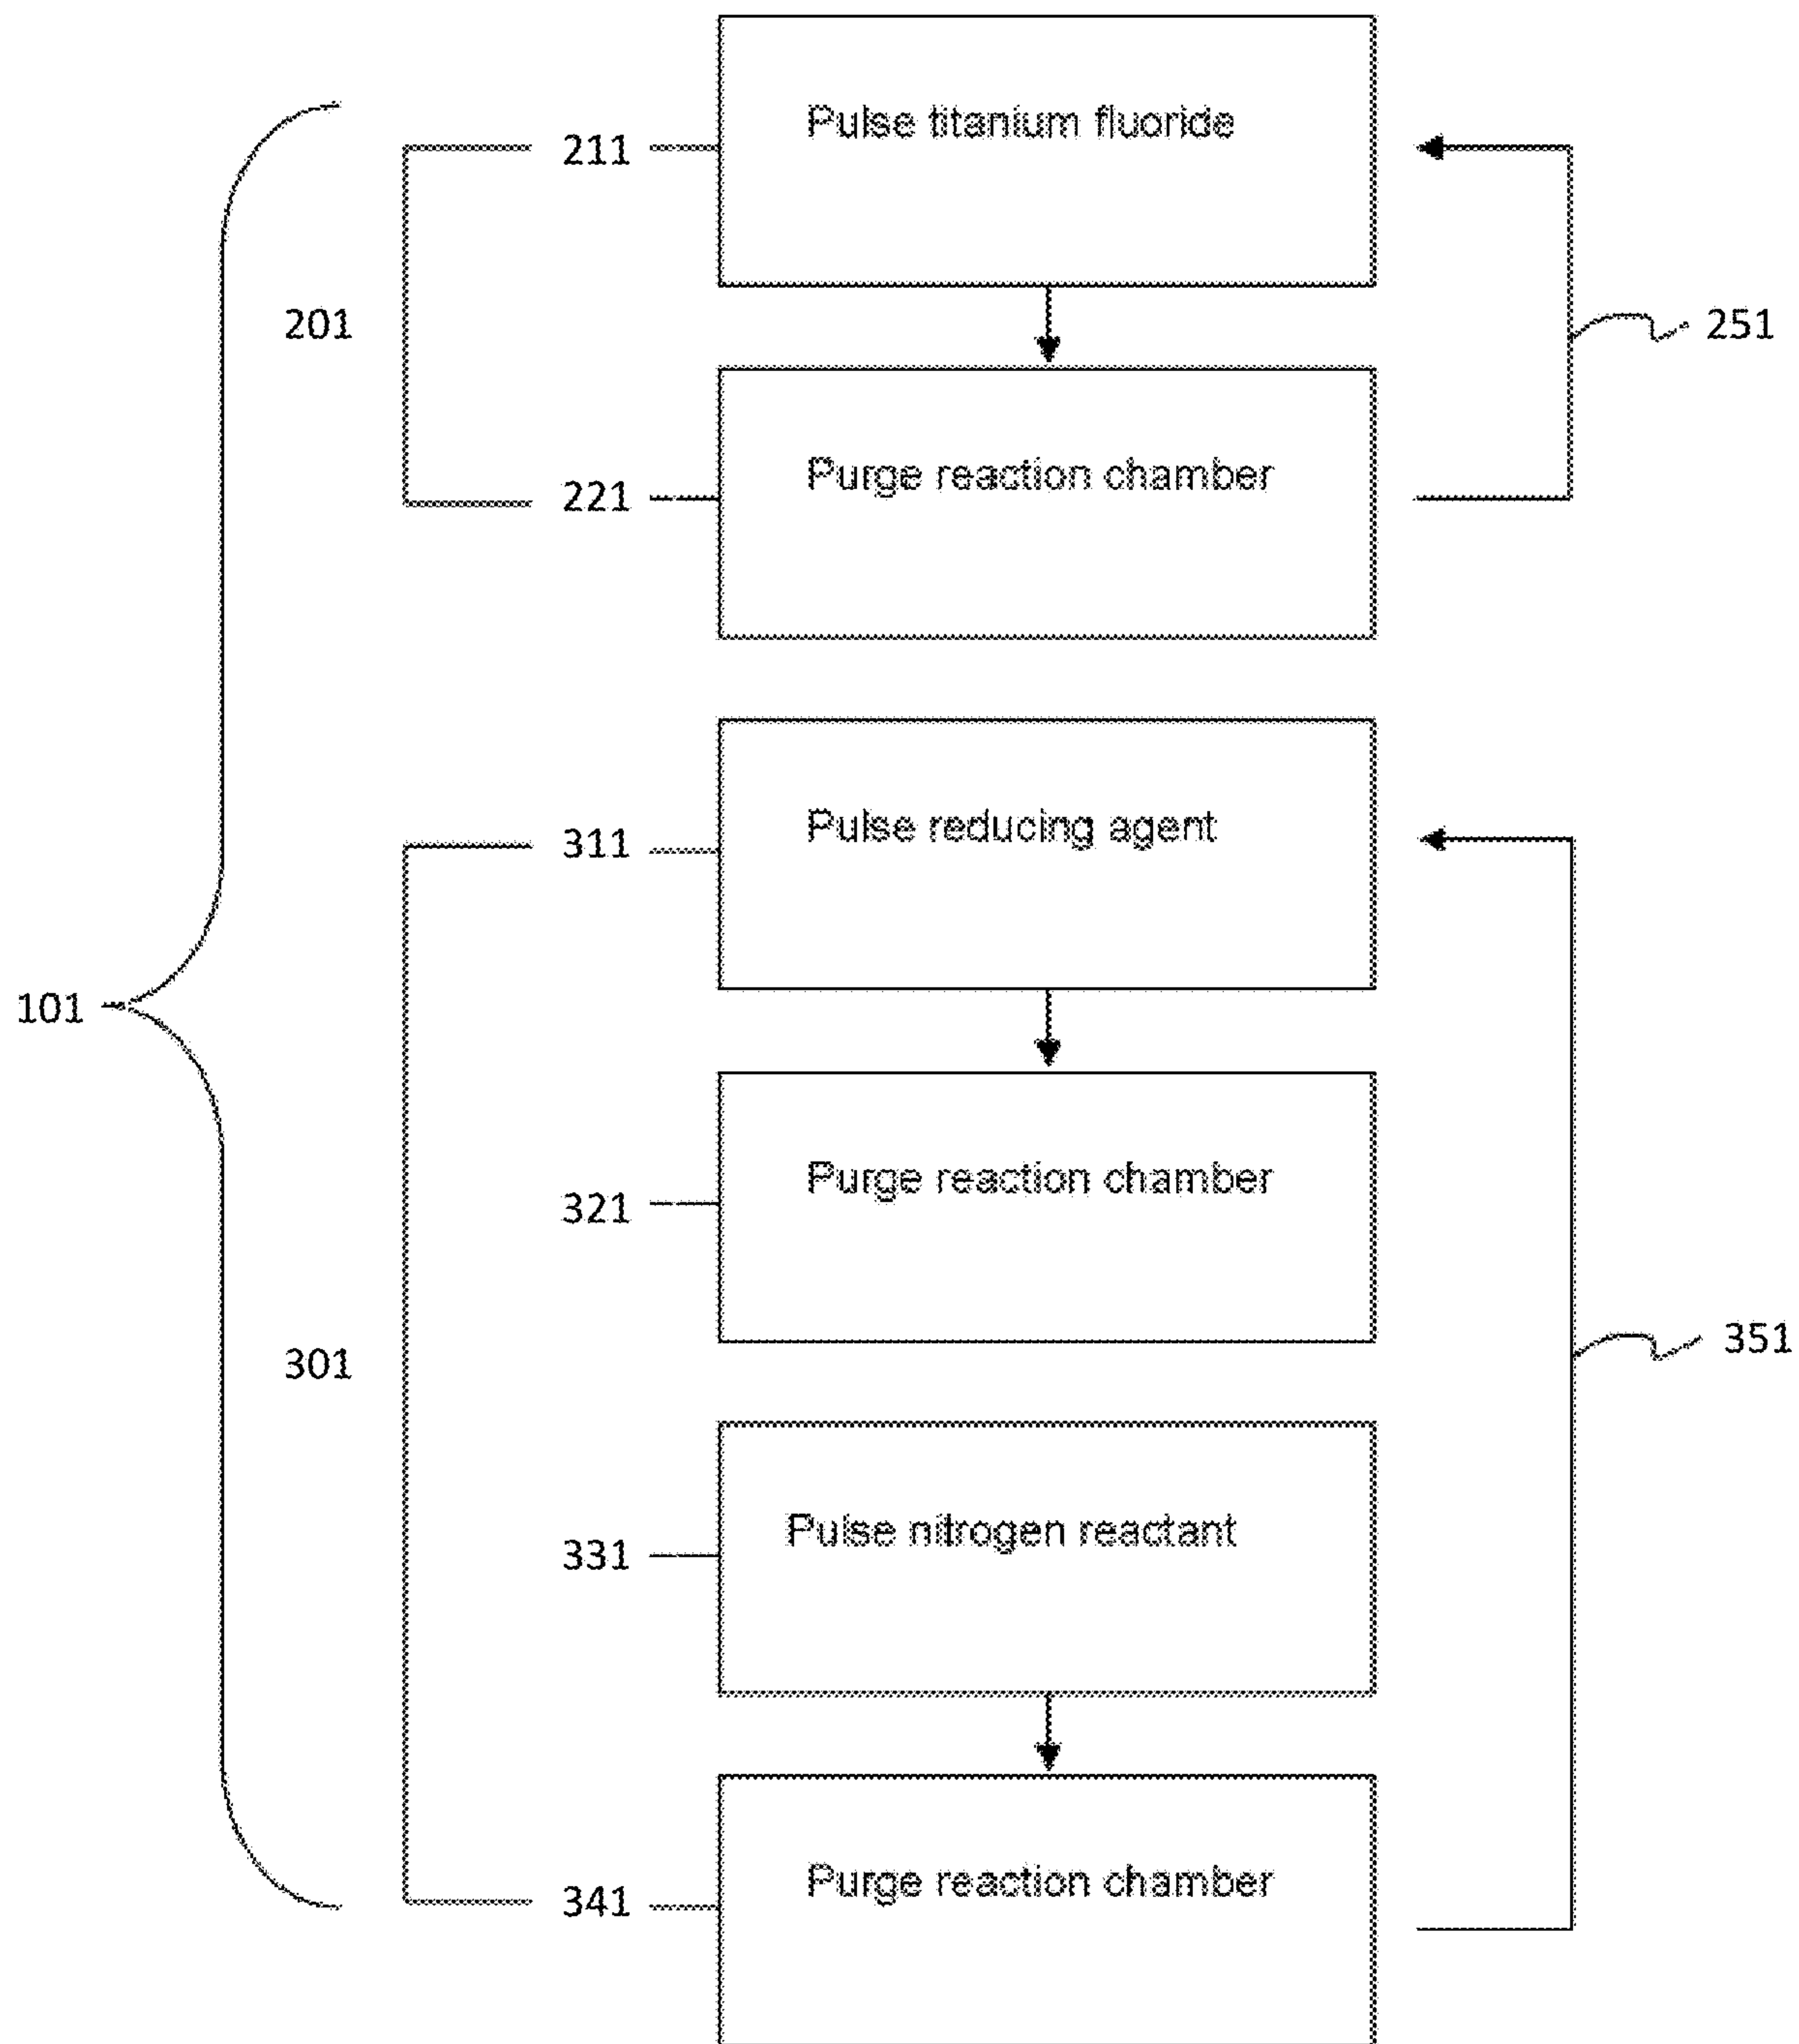 Pulse titanium fluoride
211
201
251
Purge reaction chamber
221
Pulse reducing agent
311
101
Purge reaction chamber
321
301
351
Pulse nitrogen reactant
331
Purge reaction chamber
341